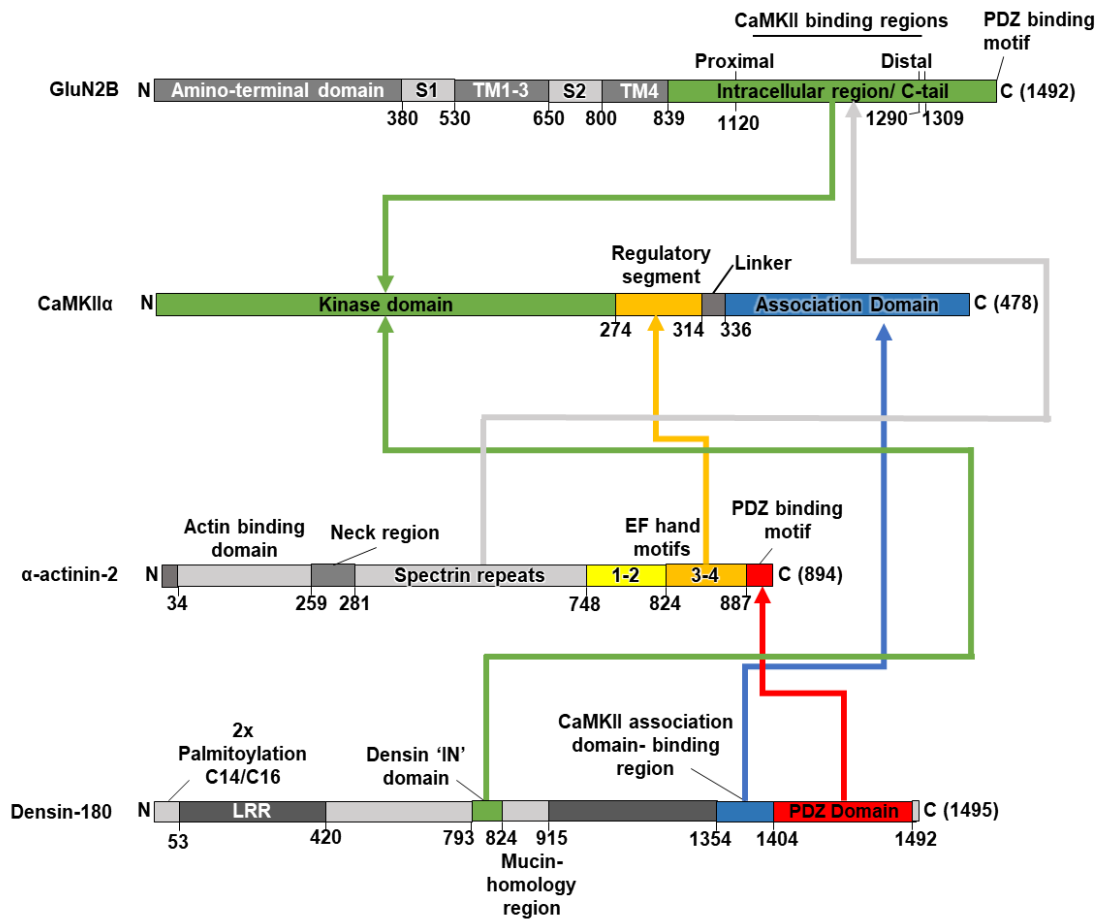 CaMKII binding regions
PDZ binding
motif
Proximal
Distal
GluN2B
N
Amino-terminal domain
S1
TM1-3
S2
TM4
Intracellular region/ C-tail
C (1492)
380
530
650
800
839
1120
1290
1309
Regulatory
segment
Linker
CaMKIIα
N
Kinase domain
Association Domain
C (478)
274
314
336
Actin binding
domain
Neck region
EF hand
motifs
PDZ binding
motif
α-actinin-2
N
Spectrin repeats
1-2
3-4
C (894)
34
259
281
748
824
887
2x
Palmitoylation
C14/C16
Densin ‘IN’
domain
CaMKII association
domain- binding
region
Densin-180
N
LRR
PDZ Domain
C (1495)
53
420
793
824
915
1354
1404
1492
Mucin-
homology
region